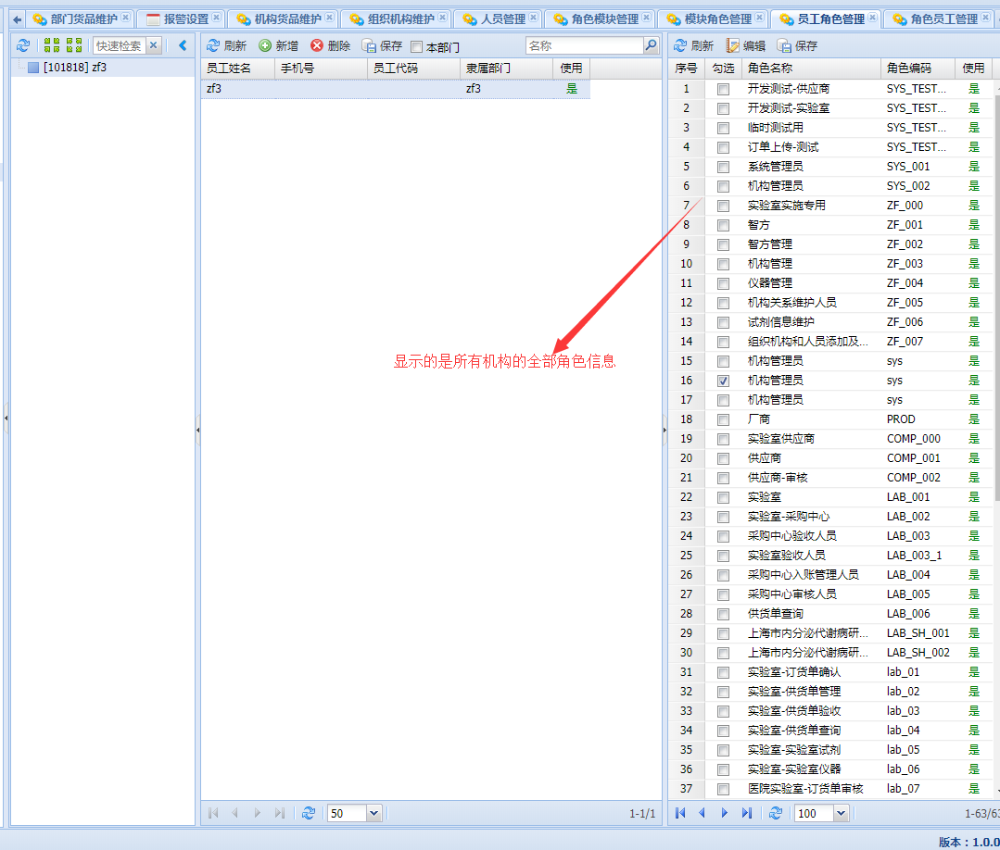 部门货品维护 报警设置 机构货品维护 组织机构维护 人员管理 角色模块管理 模块角色管理 员工角色管理 角色员工管理
快速检索
[101818] zf3
刷新 新增 删除 保存 本部门 名称
员工姓名 手机号 员工代码 隶属部门 使用
zf3 zf3 是
显示的是所有机构的全部角色信息
50 1-1/1
刷新 编辑 保存
序号 勾选 角色名称 角色编码 使用
1 开发测试-供应商 SYS_TEST... 是
2 开发测试-实验室 SYS_TEST... 是
3 临时测试用 SYS_TEST... 是
4 订单上传-测试 SYS_TEST... 是
5 系统管理员 SYS_001 是
6 机构管理员 SYS_002 是
7 实验室实施专用 ZF_000 是
8 智方 ZF_001 是
9 智方管理 ZF_002 是
10 机构管理 ZF_003 是
11 仪器管理 ZF_004 是
12 机构关系维护人员 ZF_005 是
13 试剂信息维护 ZF_006 是
14 组织机构和人员添加及... ZF_007 是
15 机构管理员 sys 是
16 机构管理员 sys 是
17 机构管理员 sys 是
18 厂商 PROD 是
19 实验室供应商 COMP_000 是
20 供应商 COMP_001 是
21 供应商-审核 COMP_002 是
22 实验室 LAB_001 是
23 实验室-采购中心 LAB_002 是
24 采购中心验收人员 LAB_003 是
25 实验室验收人员 LAB_003_1 是
26 采购中心入账管理人员 LAB_004 是
27 采购中心审核人员 LAB_005 是
28 供货单查询 LAB_006 是
29 上海市内分泌代谢病研... LAB_SH_001 是
30 上海市内分泌代谢病研... LAB_SH_002 是
31 实验室-订货单确认 lab_01 是
32 实验室-供货单管理 lab_02 是
33 实验室-供货单验收 lab_03 是
34 实验室-供货单查询 lab_04 是
35 实验室-实验室试剂 lab_05 是
36 实验室-实验室仪器 lab_06 是
37 医院实验室-订货单审核 lab_07 是
100 1-63/63
版本：1.0.0